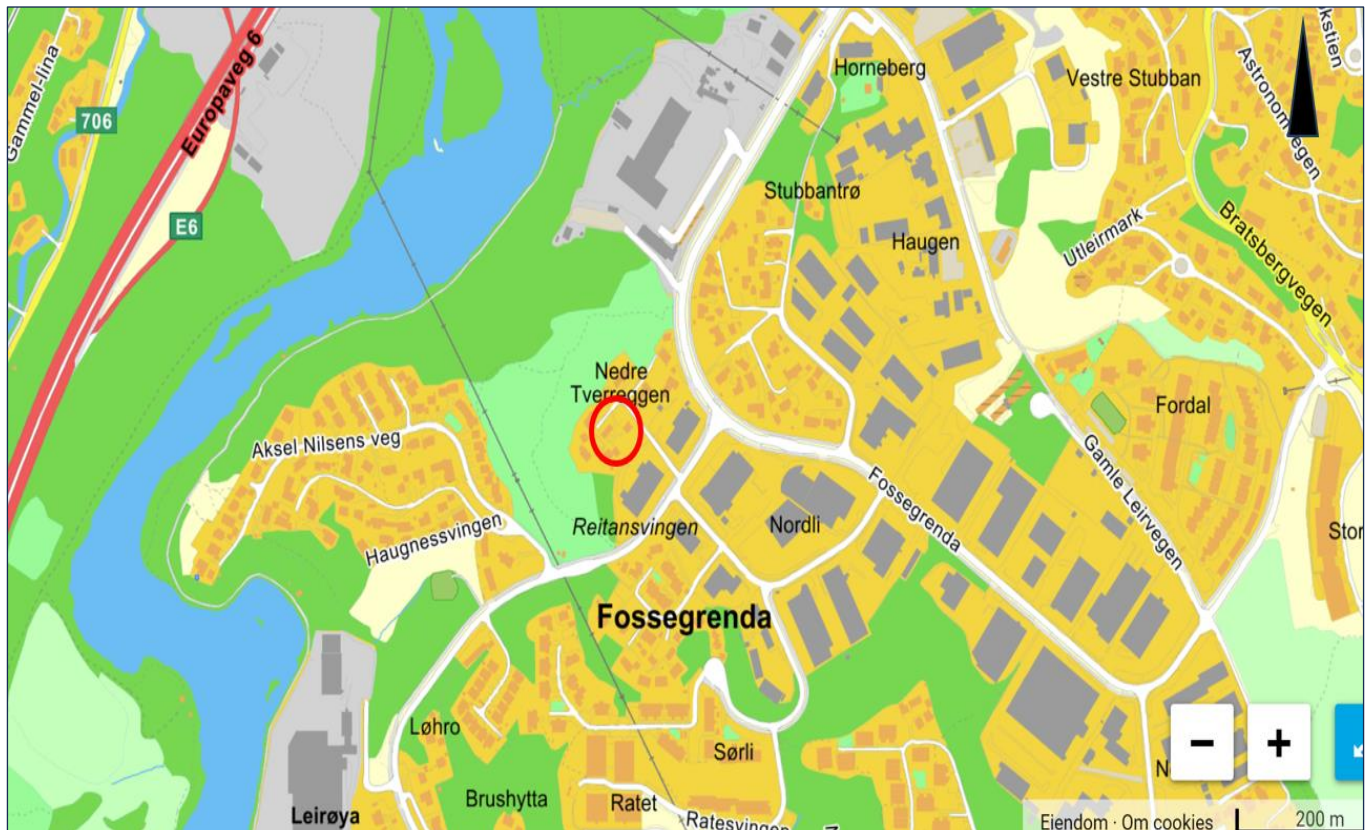 Gammel-lina
706
Europaveg 6
E6
Horneberg
Vestre Stubban
Astronomvegen
Stubbantrø
Haugen
Utleirmark
Bratsbergvegen
Nedre
Tvereggen
Aksel Nilsens veg
Fordal
Gamle Leirvegen
Haugnessvingen
Reitansvingen
Nordli
Fossegrenda
Fossegrenda
Løhro
Sørli
Leirøya
Brushytta
Ratet
Ratesvingen
−
+
Eiendom · Om cookies
200 m